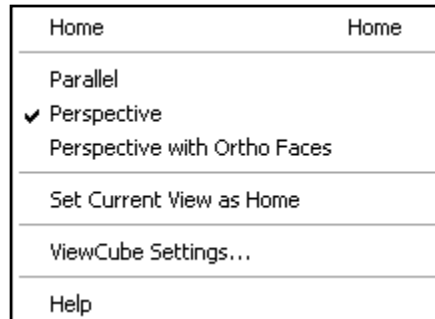 Home Home
Parallel
Perspective
Perspective with Ortho Faces
Set Current View as Home
ViewCube Settings...
Help